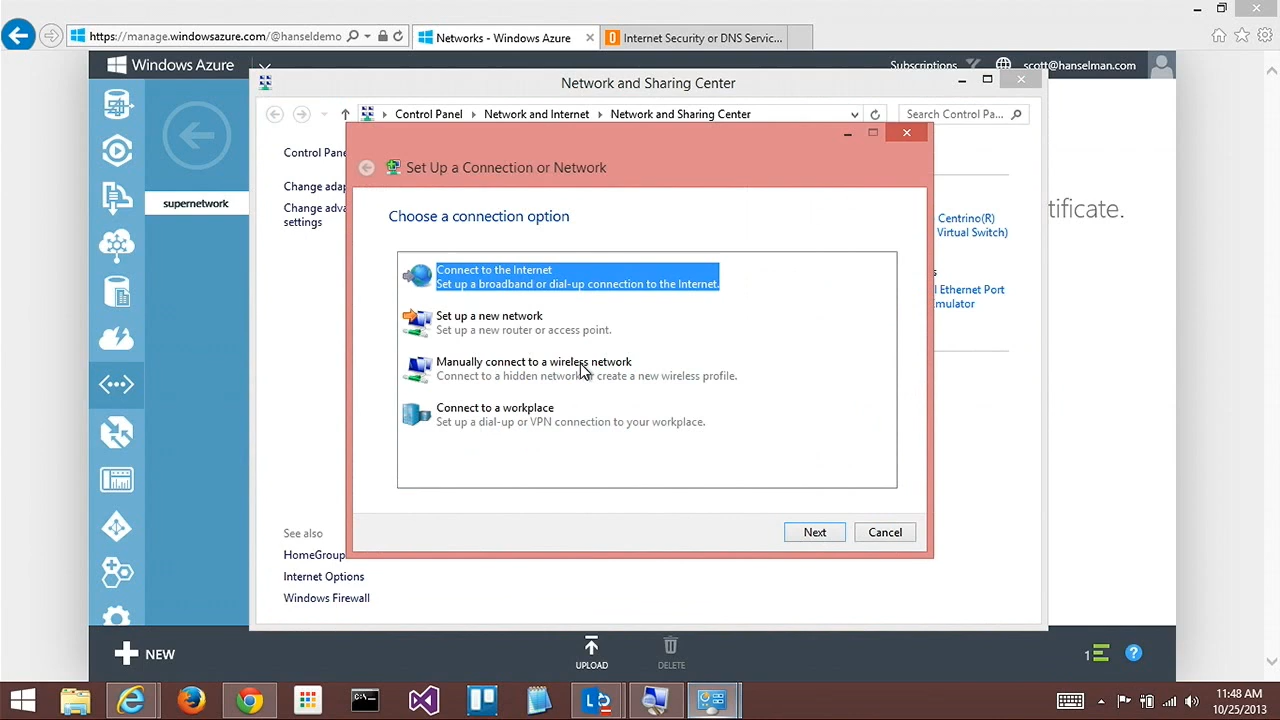 https://manage.windowsazure.com/@hanseldemo
Networks - Windows Azure
Internet Security or DNS Servic...
Windows Azure
Subscriptions
scott@hanselman.com
supernetwork
tificate.
Network and Sharing Center
Control Panel
Network and Internet
Network and Sharing Center
Search Control Pa...
Control Pane
Change adap
Change adva
settings
Centrino(R)
Virtual Switch)
s
l Ethernet Port
Emulator
See also
HomeGroup
Internet Options
Windows Firewall
Set Up a Connection or Network
Choose a connection option
Connect to the Internet
Set up a broadband or dial-up connection to the Internet.
Set up a new network
Set up a new router or access point.
Manually connect to a wireless network
Connect to a hidden network or create a new wireless profile.
Connect to a workplace
Set up a dial-up or VPN connection to your workplace.
Next
Cancel
NEW
UPLOAD
DELETE
1
11:48 AM
10/25/2013